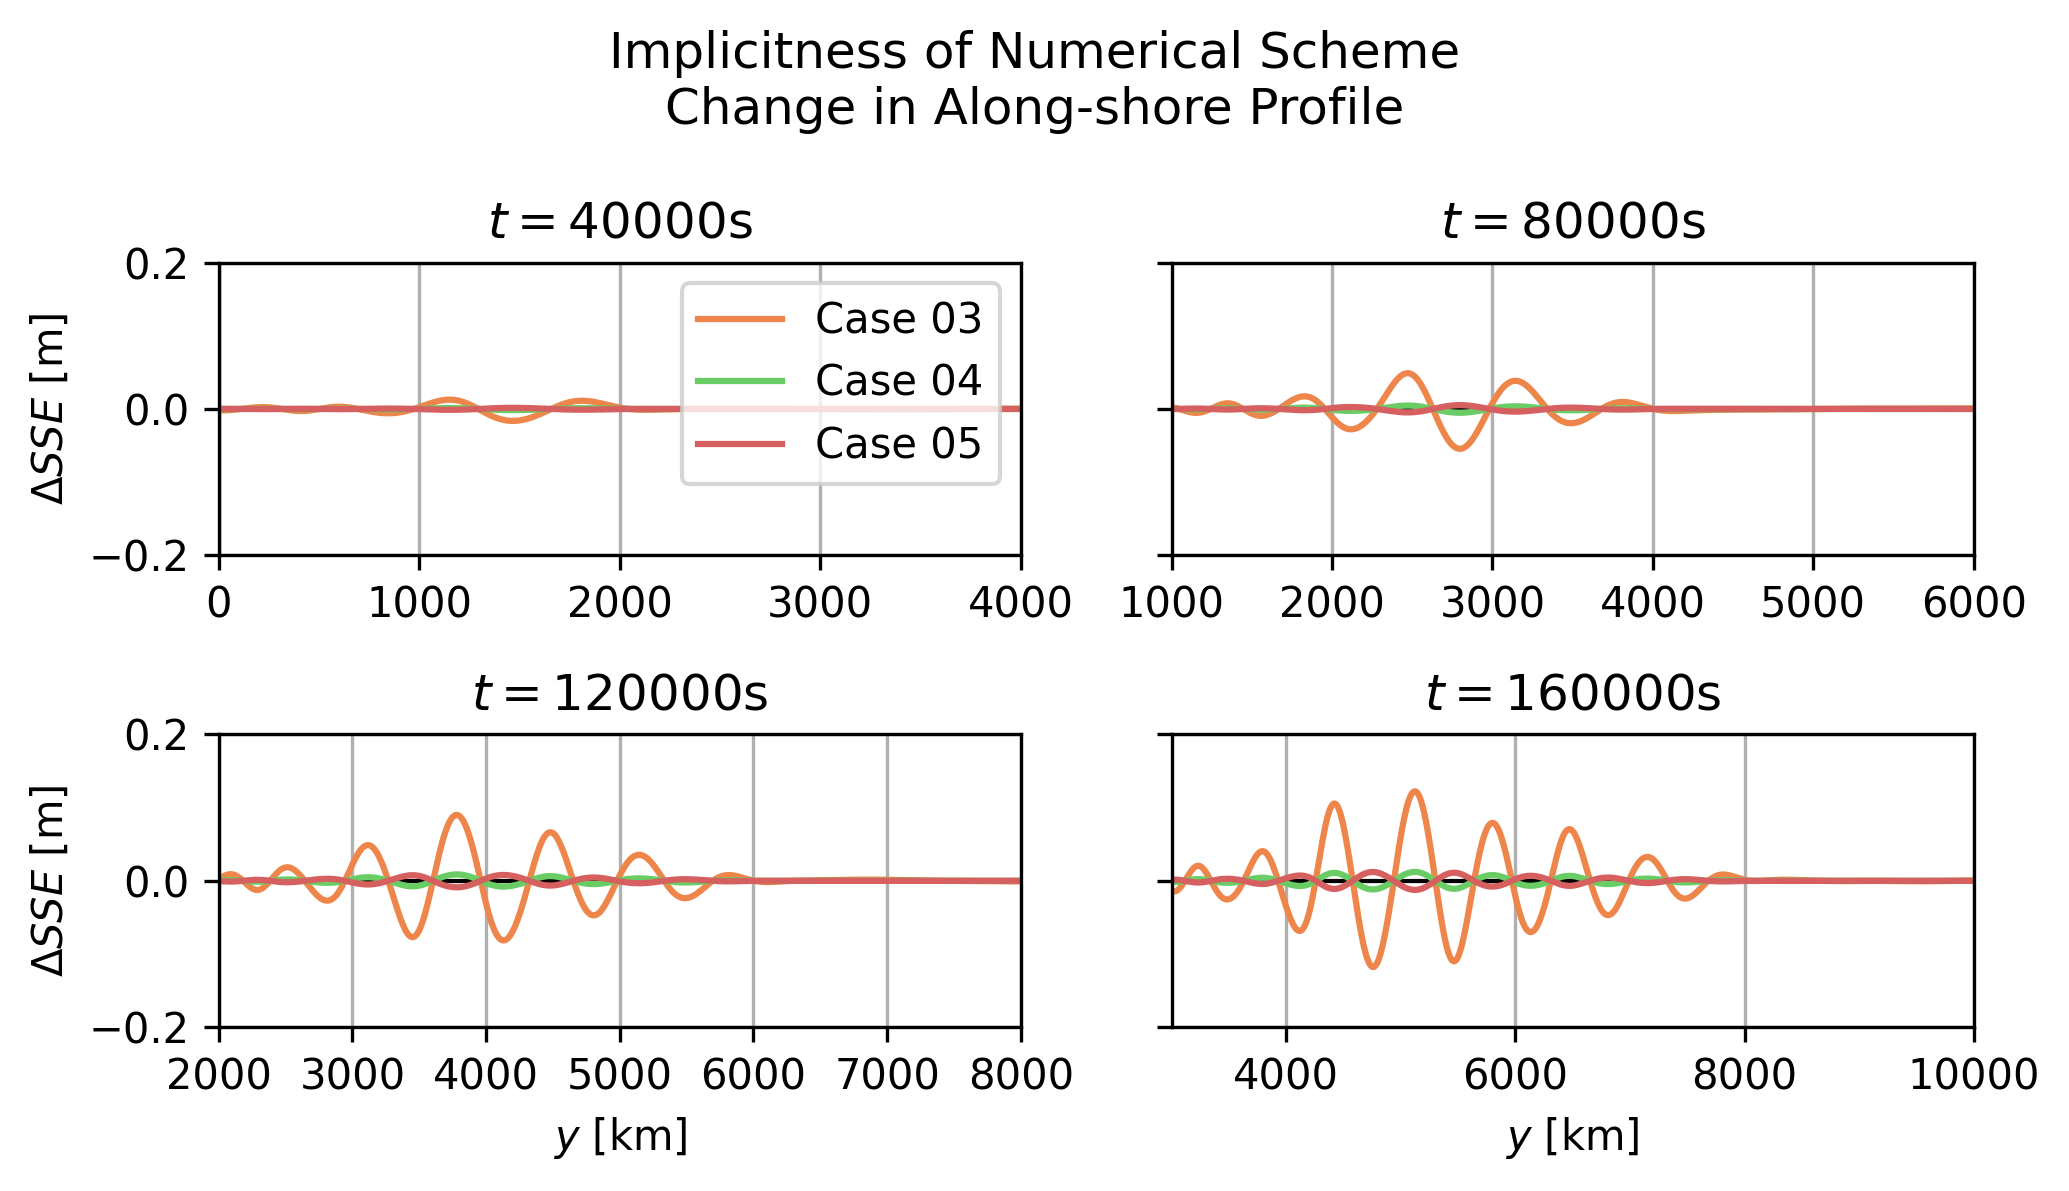 Implicitness of Numerical Scheme
Change in Along-shore Profile
t = 40000s
t = 80000s
0.2
0.0
−0.2
ΔSSE [m]
Case 03
Case 04
Case 05
0 1000 2000 3000 4000
1000 2000 3000 4000 5000 6000
t = 120000s
t = 160000s
0.2
0.0
−0.2
ΔSSE [m]
2000 3000 4000 5000 6000 7000 8000
4000 6000 8000 10000
y [km]
y [km]